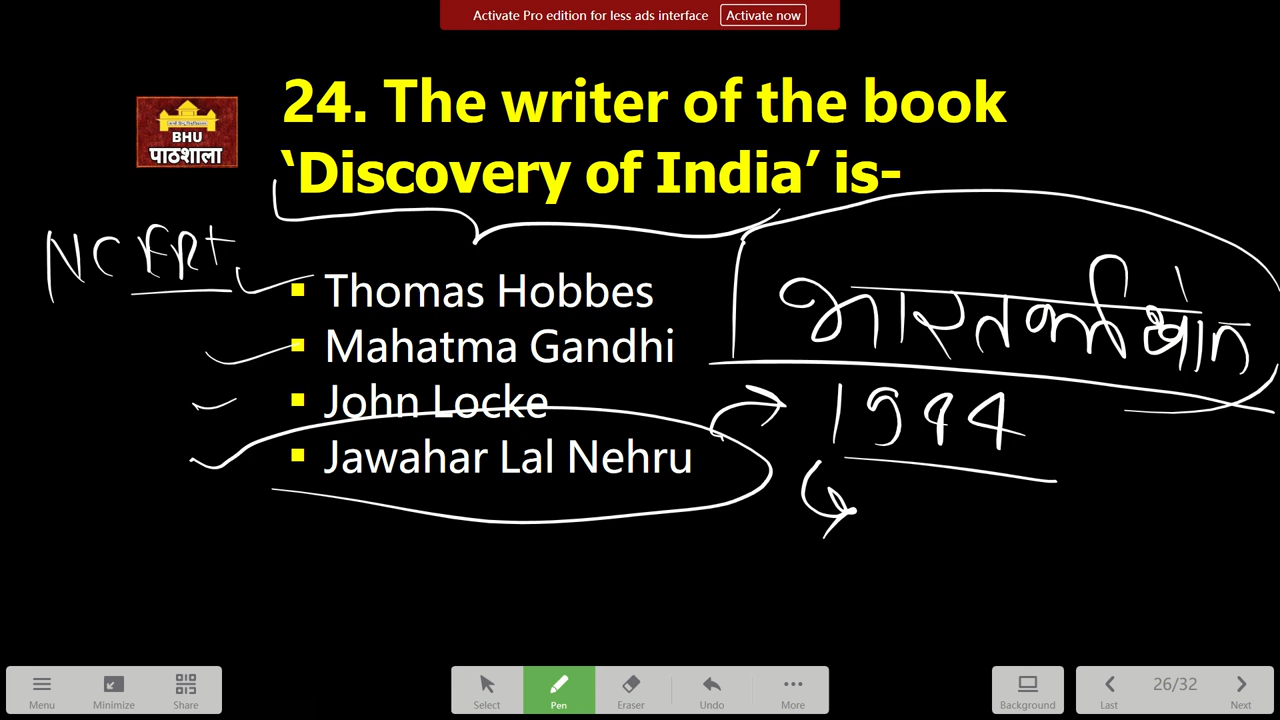 Activate Pro edition for less ads interface Activate now
24. The writer of the book
‘Discovery of India’ is-
BHU
पाठशाला
NCERT
Thomas Hobbes
Mahatma Gandhi
John Locke
Jawahar Lal Nehru
भारत की खोज
1944
Menu Minimize Share Select Pen Eraser Undo More Background Last 26/32 Next